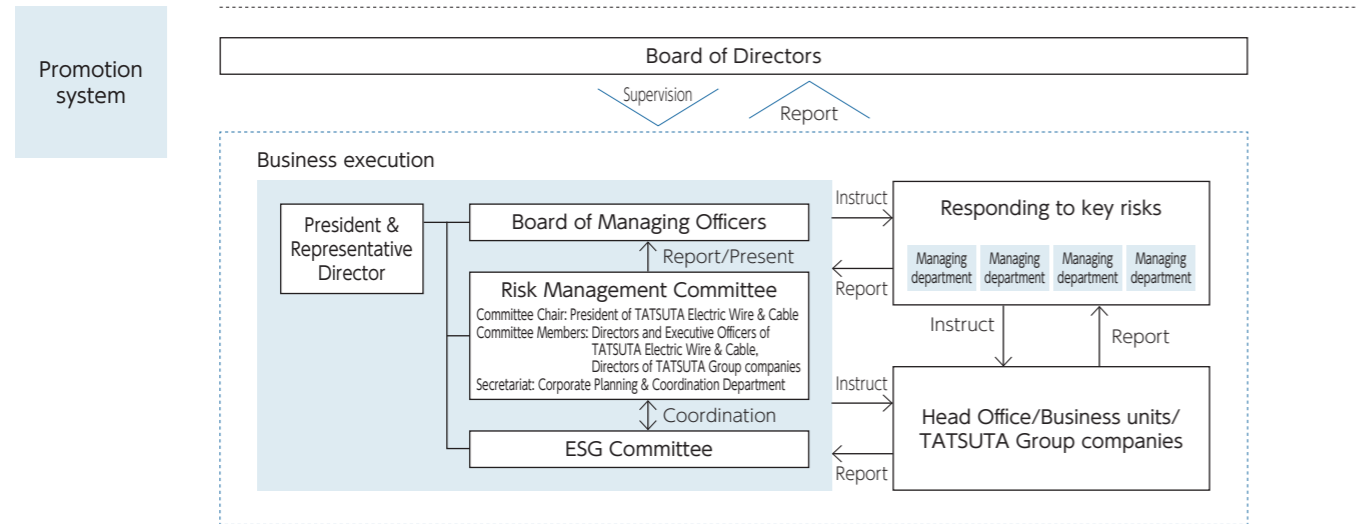 Promotion
system
Board of Directors
Supervision
Report
Business execution
President &
Representative
Director
Board of Managing Officers
Report/Present
Risk Management Committee
Committee Chair: President of TATSUTA Electric Wire & Cable
Committee Members: Directors and Executive Officers of
TATSUTA Electric Wire & Cable,
Directors of TATSUTA Group companies
Secretariat: Corporate Planning & Coordination Department
Coordination
ESG Committee
Instruct
Report
Responding to key risks
Managing
department
Managing
department
Managing
department
Managing
department
Instruct
Report
Instruct
Report
Head Office/Business units/
TATSUTA Group companies